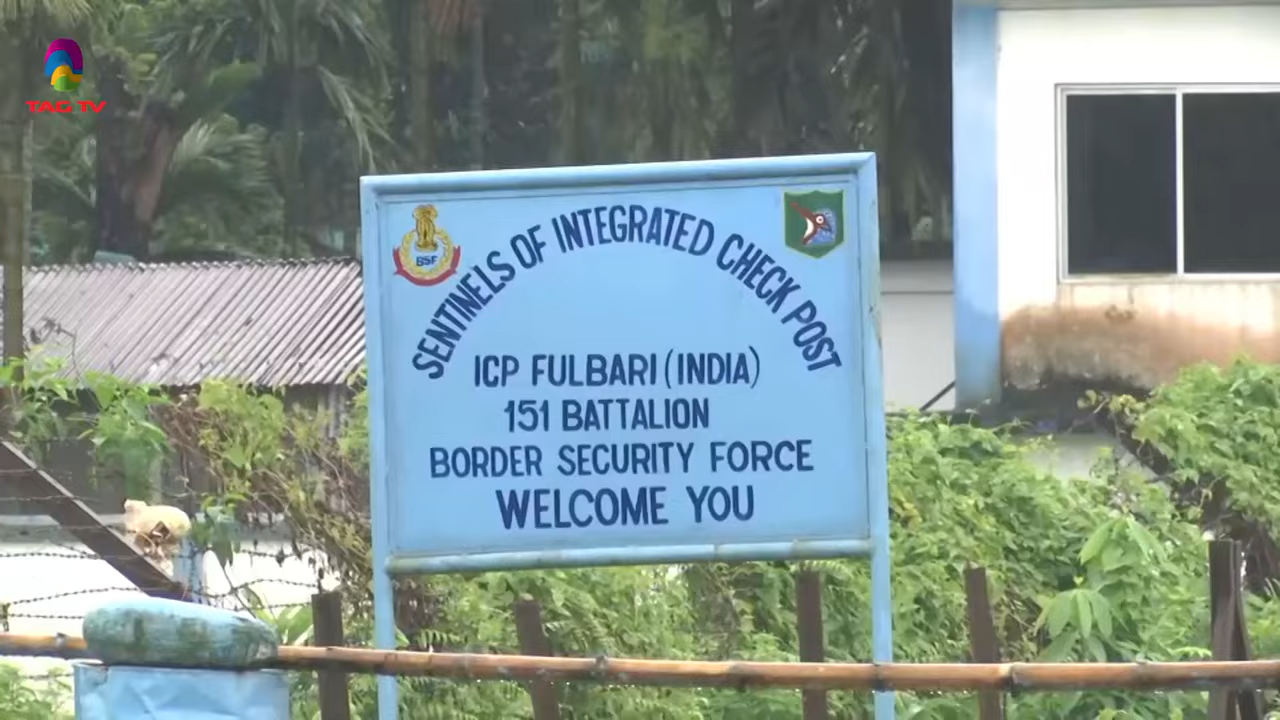 TAG TV
BSF
SENTINELS OF INTEGRATED CHECK POST
ICP FULBARI (INDIA)
151 BATTALION
BORDER SECURITY FORCE
WELCOME YOU